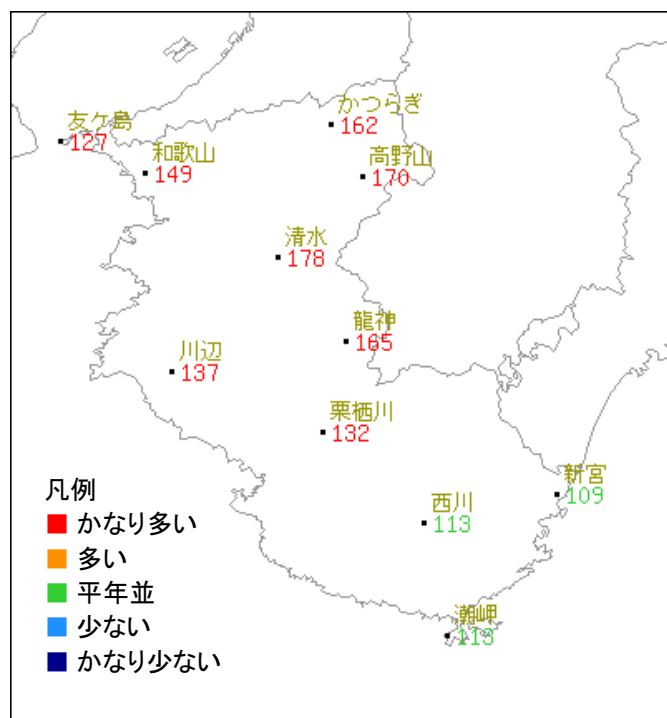 かつらぎ
162
友ケ島
127
和歌山
149
高野山
170
清水
178
龍神
165
川辺
137
栗栖川
132
新宮
109
西川
113
潮岬
113
凡例
かなり多い
多い
平年並
少ない
かなり少ない